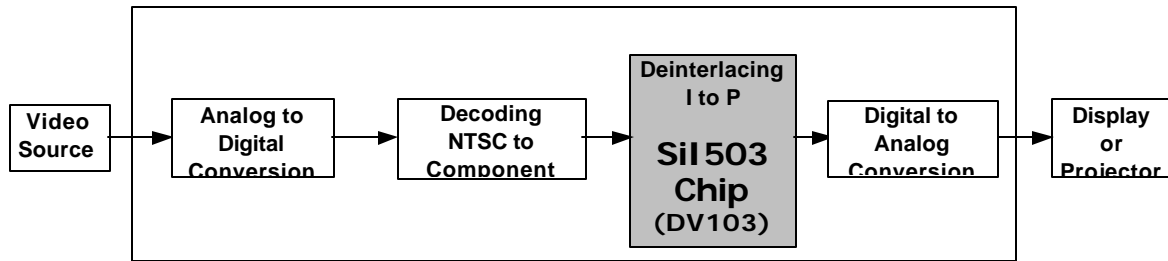 Video
Source
Analog to
Digital
Conversion
Decoding
NTSC to
Component
Deinterlacing
I to P
SiI503
Chip
(DV103)
Digital to
Analog
Conversion
Display
or
Projector